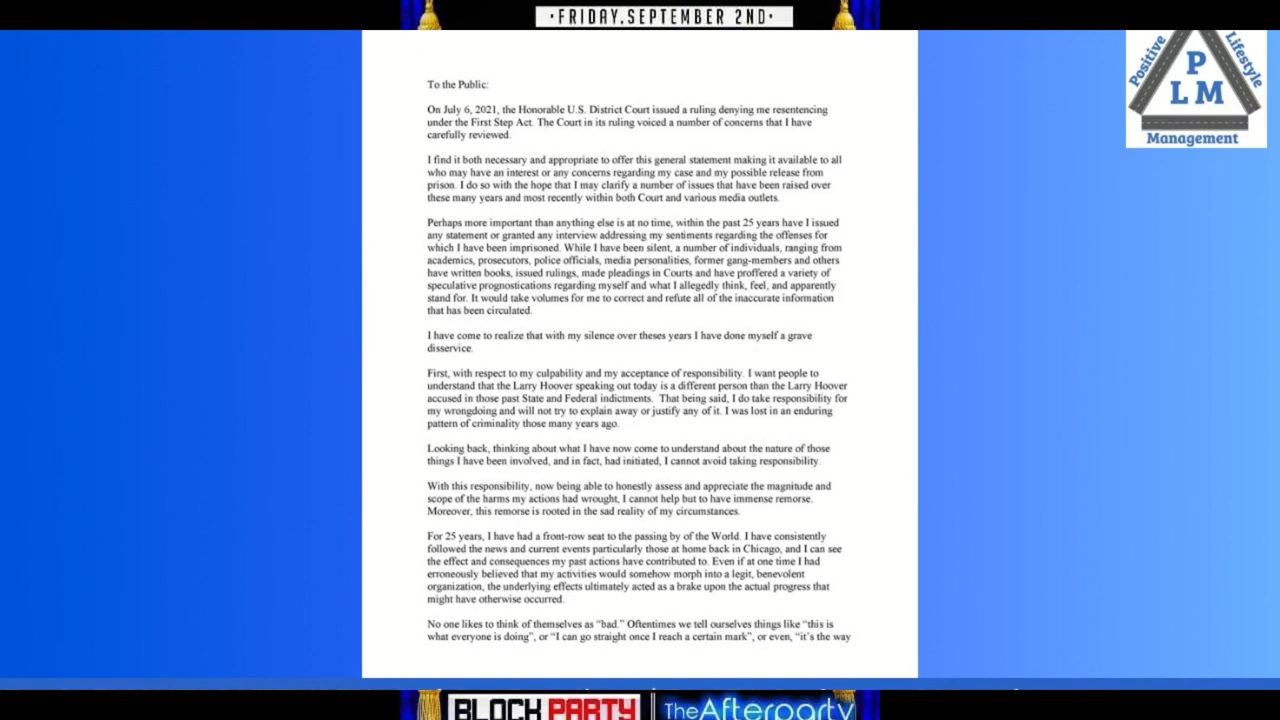 ·FRIDAY.SEPTEMBER 2ND·
Positive
Lifestyle
P
L M
Management
To the Public:
On July 6, 2021, the Honorable U.S. District Court issued a ruling denying me resentencing
under the First Step Act. The Court in its ruling voiced a number of concerns that I have
carefully reviewed.
I find it both necessary and appropriate to offer this general statement making it available to all
who may have an interest or any concerns regarding my case and my possible release from
prison. I do so with the hope that I may clarify a number of issues that have been raised over
these many years and most recently within both Court and various media outlets.
Perhaps more important than anything else is at no time, within the past 25 years have I issued
any statement or granted any interview addressing my sentiments regarding the offenses for
which I have been imprisoned. While I have been silent, a number of individuals, ranging from
academics, prosecutors, police officials, media personalities, former gang-members and others
have written books, issued rulings, made pleadings in Courts and have proffered a variety of
speculative prognostications regarding myself and what I allegedly think, feel, and apparently
stand for. It would take volumes for me to correct and refute all of the inaccurate information
that has been circulated.
I have come to realize that with my silence over theses years I have done myself a grave
disservice.
First, with respect to my culpability and my acceptance of responsibility. I want people to
understand that the Larry Hoover speaking out today is a different person than the Larry Hoover
accused in those past State and Federal indictments.  That being said, I do take responsibility for
my wrongdoing and will not try to explain away or justify any of it. I was lost in an enduring
pattern of criminality those many years ago.
Looking back, thinking about what I have now come to understand about the nature of those
things I have been involved, and in fact, had initiated, I cannot avoid taking responsibility.
With this responsibility, now being able to honestly assess and appreciate the magnitude and
scope of the harms my actions had wrought, I cannot help but to have immense remorse.
Moreover, this remorse is rooted in the sad reality of my circumstances.
For 25 years, I have had a front-row seat to the passing by of the World. I have consistently
followed the news and current events particularly those at home back in Chicago, and I can see
the effect and consequences my past actions have contributed to. Even if at one time I had
erroneously believed that my activities would somehow morph into a legit, benevolent
organization, the underlying effects ultimately acted as a brake upon the actual progress that
might have otherwise occurred.
No one likes to think of themselves as “bad.” Oftentimes we tell ourselves things like “this is
what everyone is doing”, or “I can go straight once I reach a certain mark”, or even, “it’s the way
BLOCK PARTY
The Afterparty